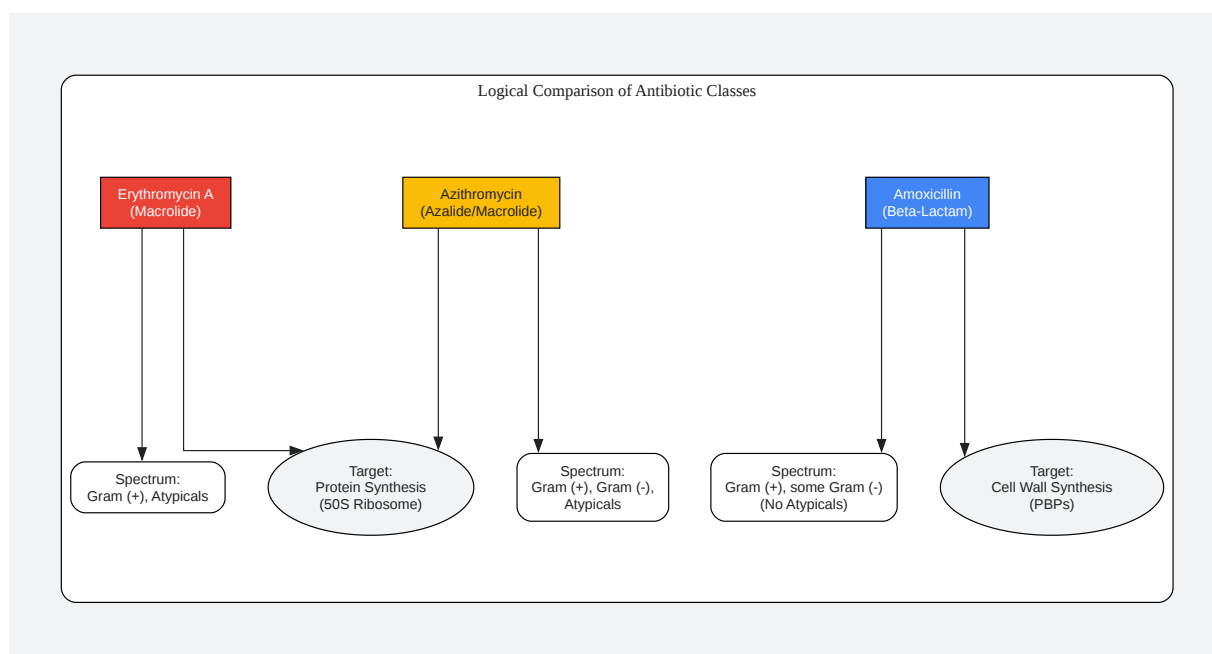 Logical Comparison of Antibiotic Classes
Erythromycin A
(Macrolide)
Azithromycin
(Azalide/Macrolide)
Amoxicillin
(Beta-Lactam)
Spectrum:
Gram (+), Atypicals
Target:
Protein Synthesis
(50S Ribosome)
Spectrum:
Gram (+), Gram (-),
Atypicals
Spectrum:
Gram (+), some Gram (-)
(No Atypicals)
Target:
Cell Wall Synthesis
(PBPs)